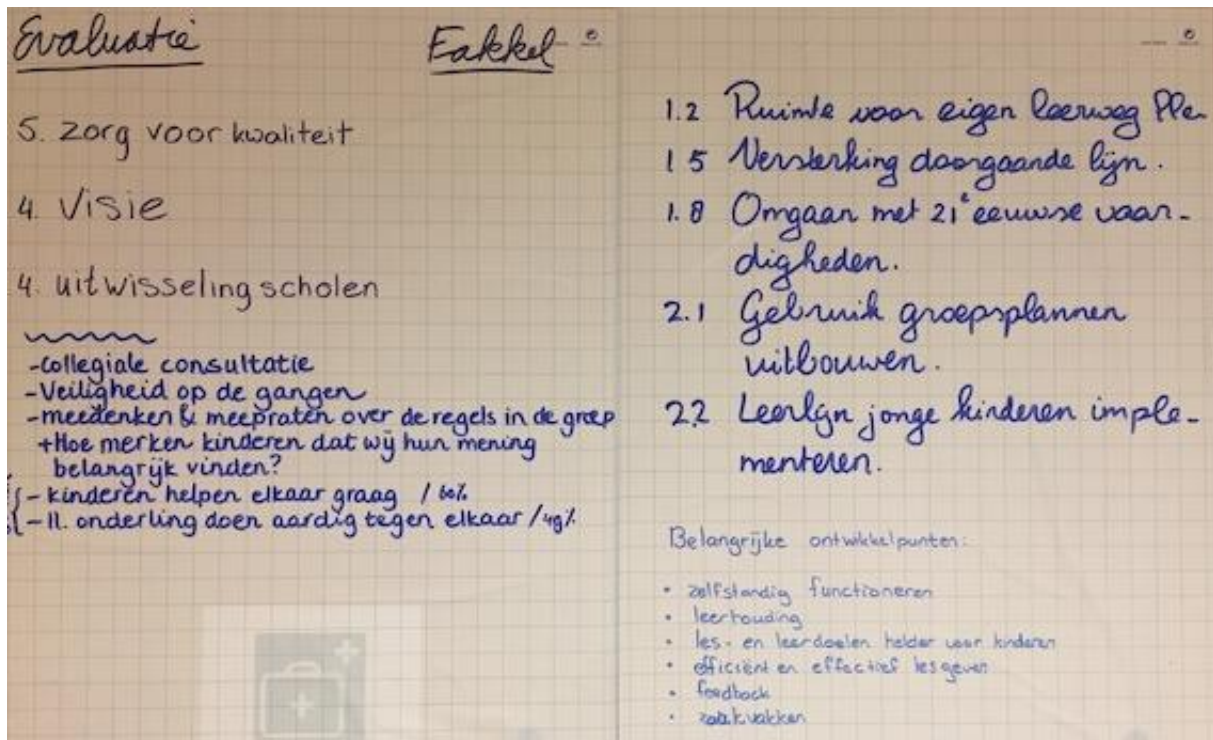 Evaluatie Fakkel
5. zorg voor kwaliteit
4. Visie
4. uitwisseling scholen
-Collegiale consultatie
-Veiligheid op de gangen
-meedenken & meepraten over de regels in de groep
+Hoe merken kinderen dat wij hun mening
belangrijk vinden?
- kinderen helpen elkaar graag / 60%
- ll. onderling doen aardig tegen elkaar / 49%
1.2 Ruimte voor eigen leerweg lle.
1 5 Versterking doorgaande lijn.
1.8 Omgaan met 21e eeuwse vaar-
digheden.
2.1 Gebruik groepsplannen
uitbouwen.
2.2 Leerlijn jonge kinderen imple-
menteren.
Belangrijke ontwikkelpunten:
• zelfstandig functioneren
• leerhouding
• les- en leerdoelen helder voor kinderen
• efficiënt en effectief lesgeven
• feedback
• zaakvakken